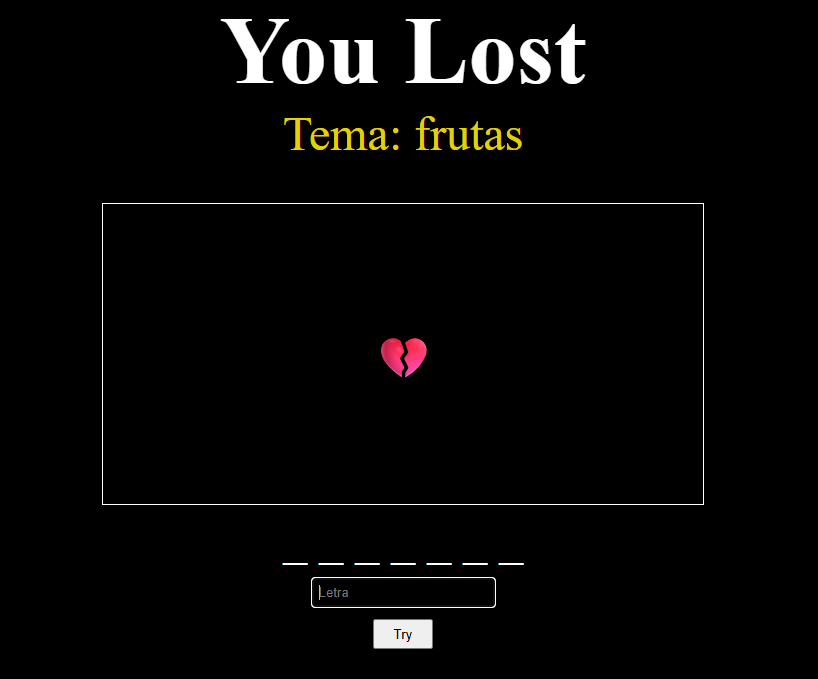 You Lost
Tema: frutas
_ _ _ _ _ _ _
Letra
Try